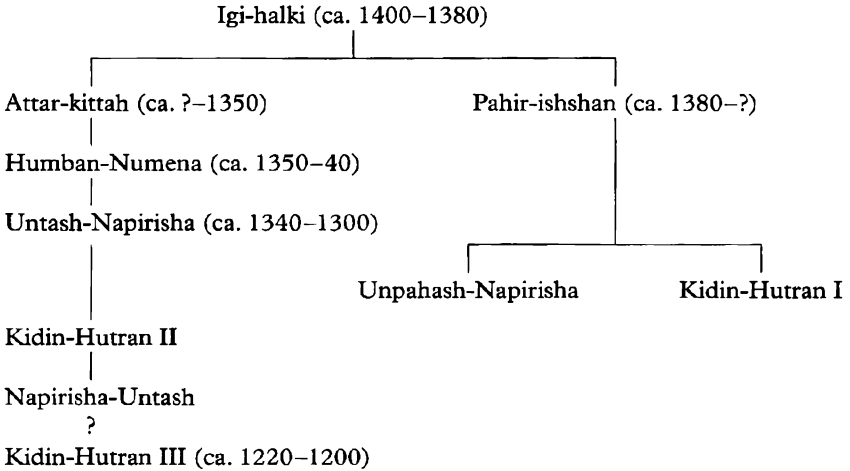 Igi-halki (ca. 1400–1380)
Attar-kittah (ca. ?–1350)
Pahir-ishshan (ca. 1380–?)
Humban-Numena (ca. 1350–40)
Untash-Napirisha (ca. 1340–1300)
Unpahash-Napirisha
Kidin-Hutran I
Kidin-Hutran II
Napirisha-Untash
?
Kidin-Hutran III (ca. 1220–1200)